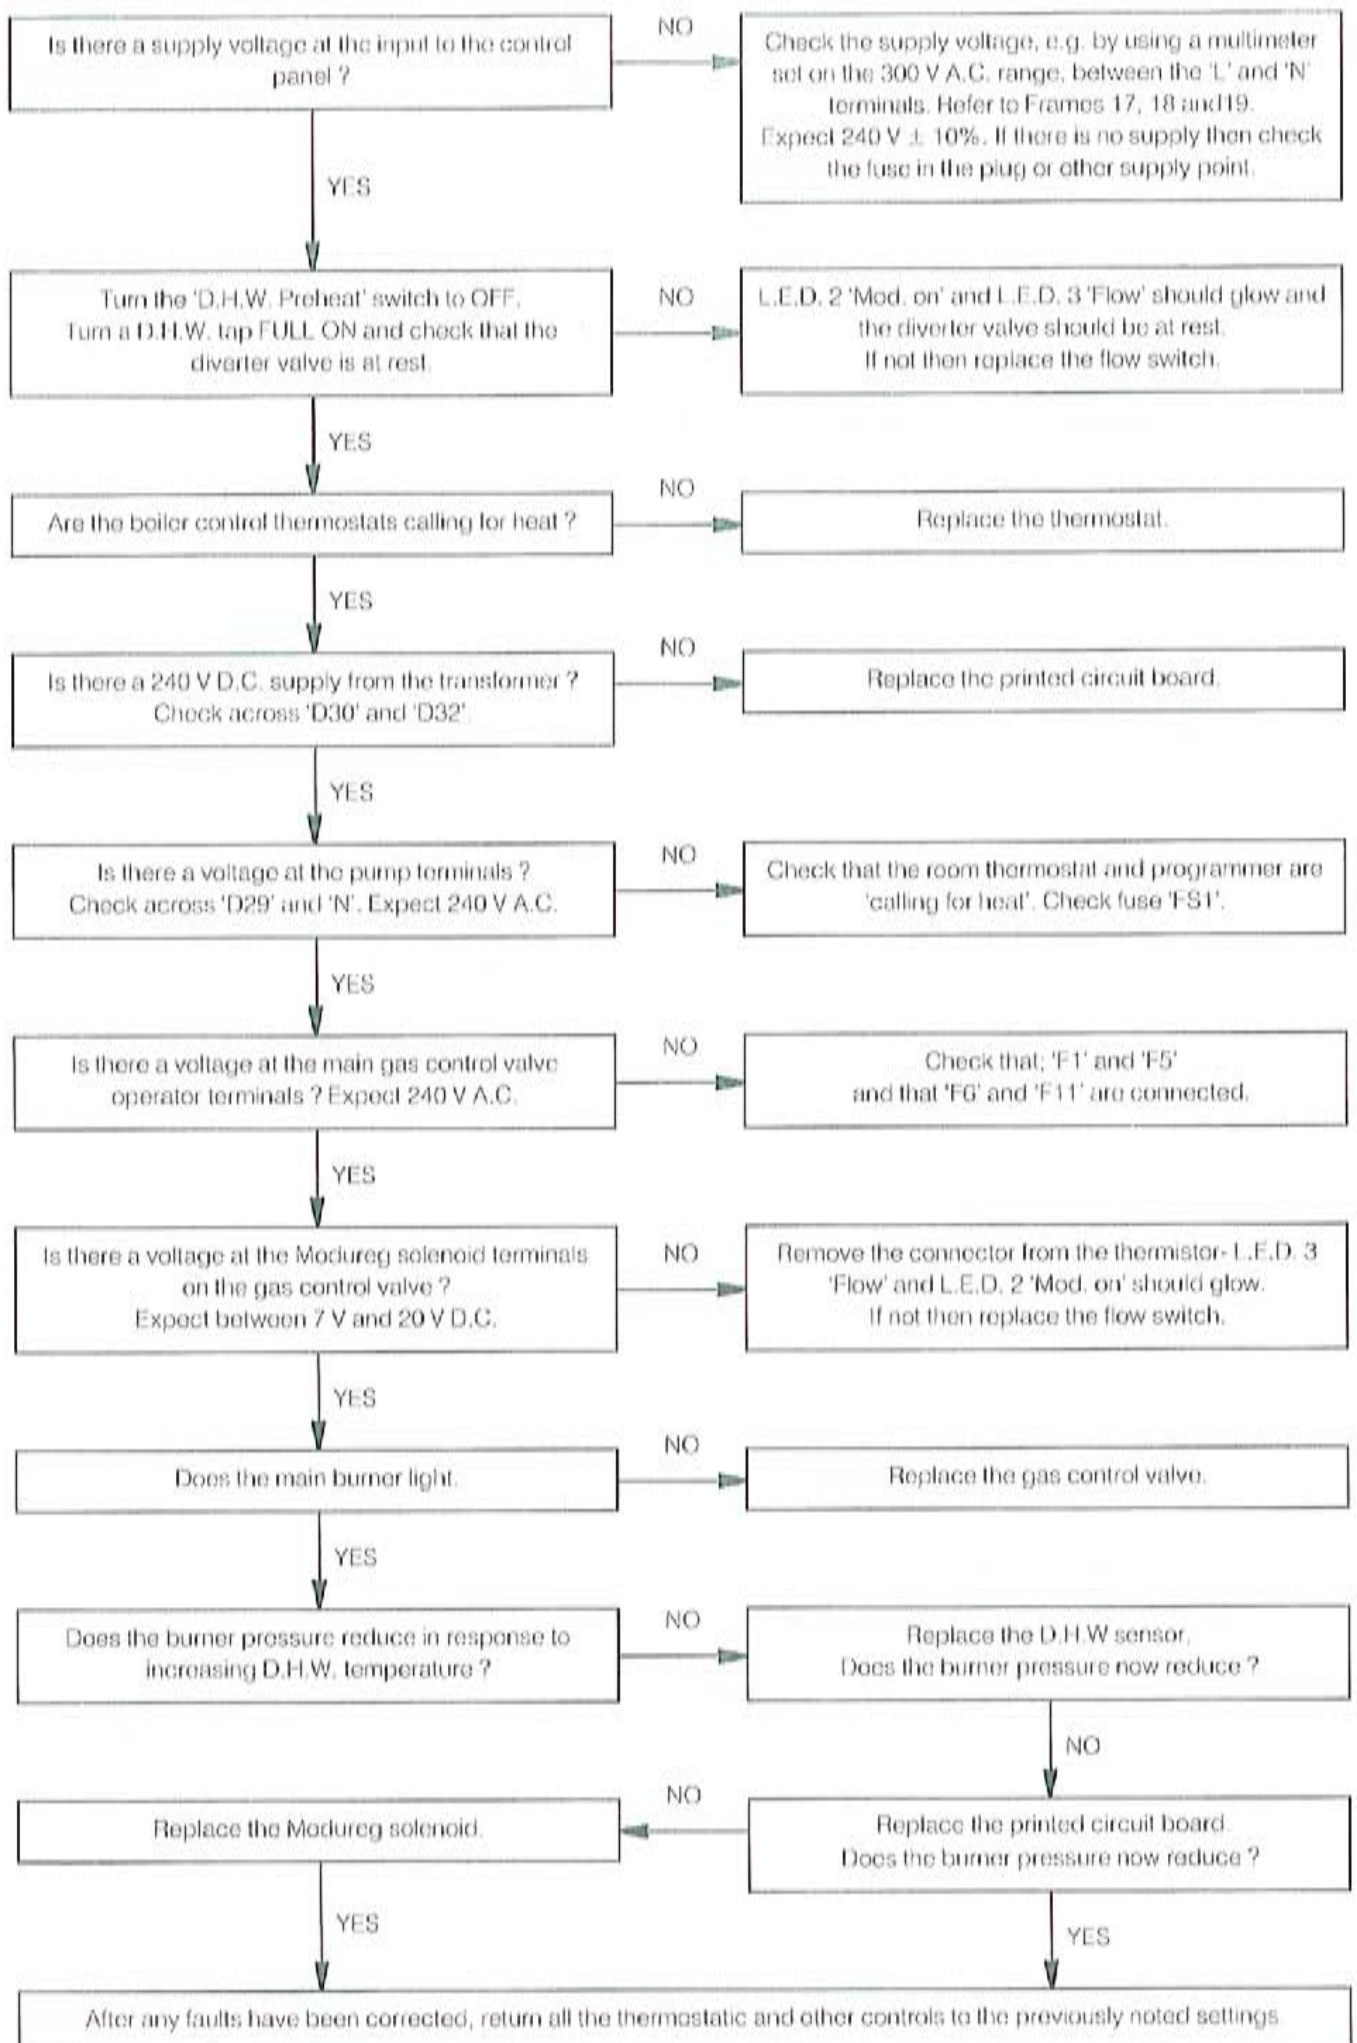 Is there a supply voltage at the input to the control
panel ?
NO
Check the supply voltage, e.g. by using a multimeter
set on the 300 V A.C. range, between the 'L' and 'N'
terminals. Refer to Frames 17, 18 and19.
Expect 240 V ± 10%. If there is no supply then check
the fuse in the plug or other supply point.
YES
Turn the 'D.H.W. Preheat' switch to OFF.
Turn a D.H.W. tap FULL ON and check that the
diverter valve is at rest.
NO
L.E.D. 2 'Mod. on' and L.E.D. 3 'Flow' should glow and
the diverter valve should be at rest.
If not then replace the flow switch.
YES
Are the boiler control thermostats calling for heat ?
NO
Replace the thermostat.
YES
Is there a 240 V D.C. supply from the transformer ?
Check across 'D30' and 'D32'
NO
Replace the printed circuit board.
YES
Is there a voltage at the pump terminals ?
Check across 'D29' and 'N'. Expect 240 V A.C.
NO
Check that the room thermostat and programmer are
'calling for heat'. Check fuse 'FS1'.
YES
Is there a voltage at the main gas control valve
operator terminals ? Expect 240 V A.C.
NO
Check that; 'F1' and 'F5'
and that 'F6' and 'F11' are connected.
YES
Is there a voltage at the Modureg solenoid terminals
on the gas control valve ?
Expect between 7 V and 20 V D.C.
NO
Remove the connector from the thermistor- L.E.D. 3
'Flow' and L.E.D. 2 'Mod. on' should glow.
If not then replace the flow switch.
YES
Does the main burner light.
NO
Replace the gas control valve.
YES
Does the burner pressure reduce in response to
increasing D.H.W. temperature ?
NO
Replace the D.H.W sensor.
Does the burner pressure now reduce ?
NO
Replace the Modureg solenoid.
NO
Replace the printed circuit board.
Does the burner pressure now reduce ?
YES
YES
After any faults have been corrected, return all the thermostatic and other controls to the previously noted settings